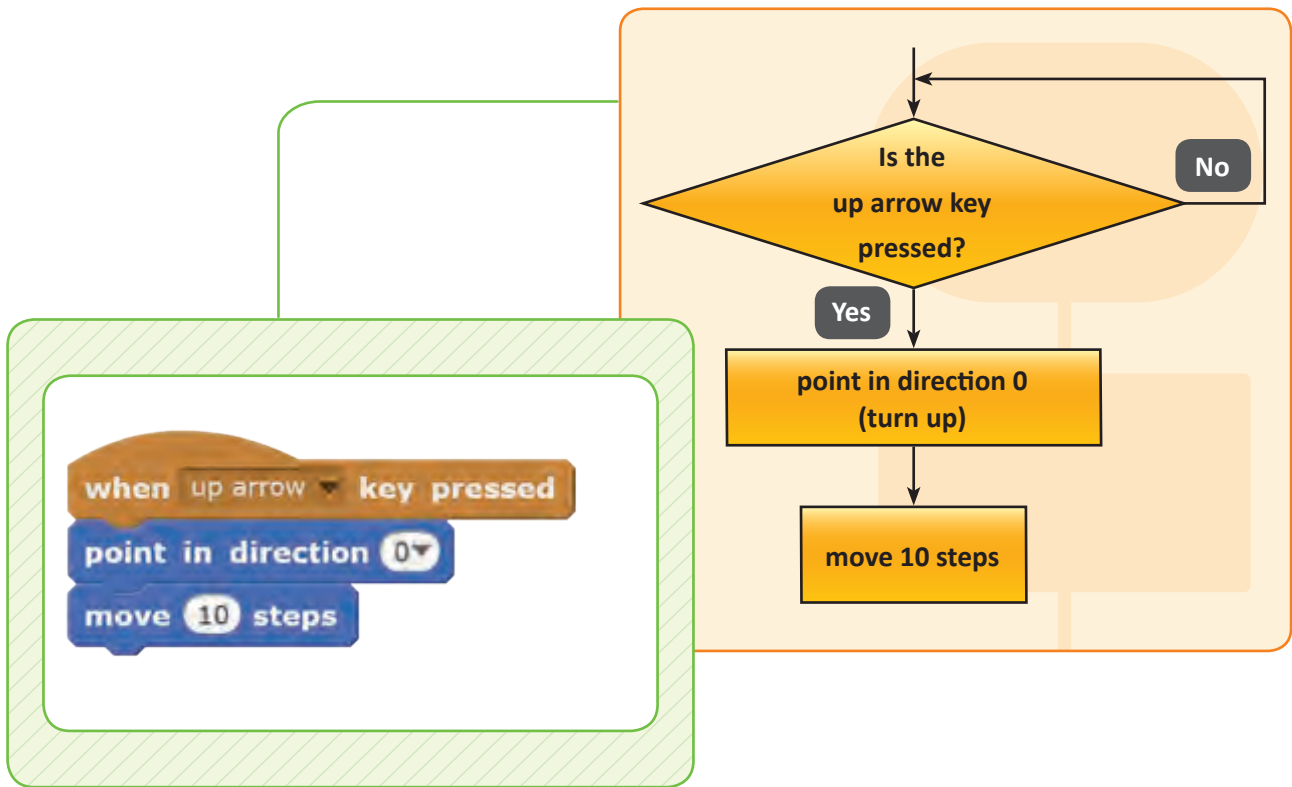 Is the
up arrow key
pressed?
No
Yes
point in direction 0
(turn up)
move 10 steps
when up arrow key pressed
point in direction 0
move 10 steps